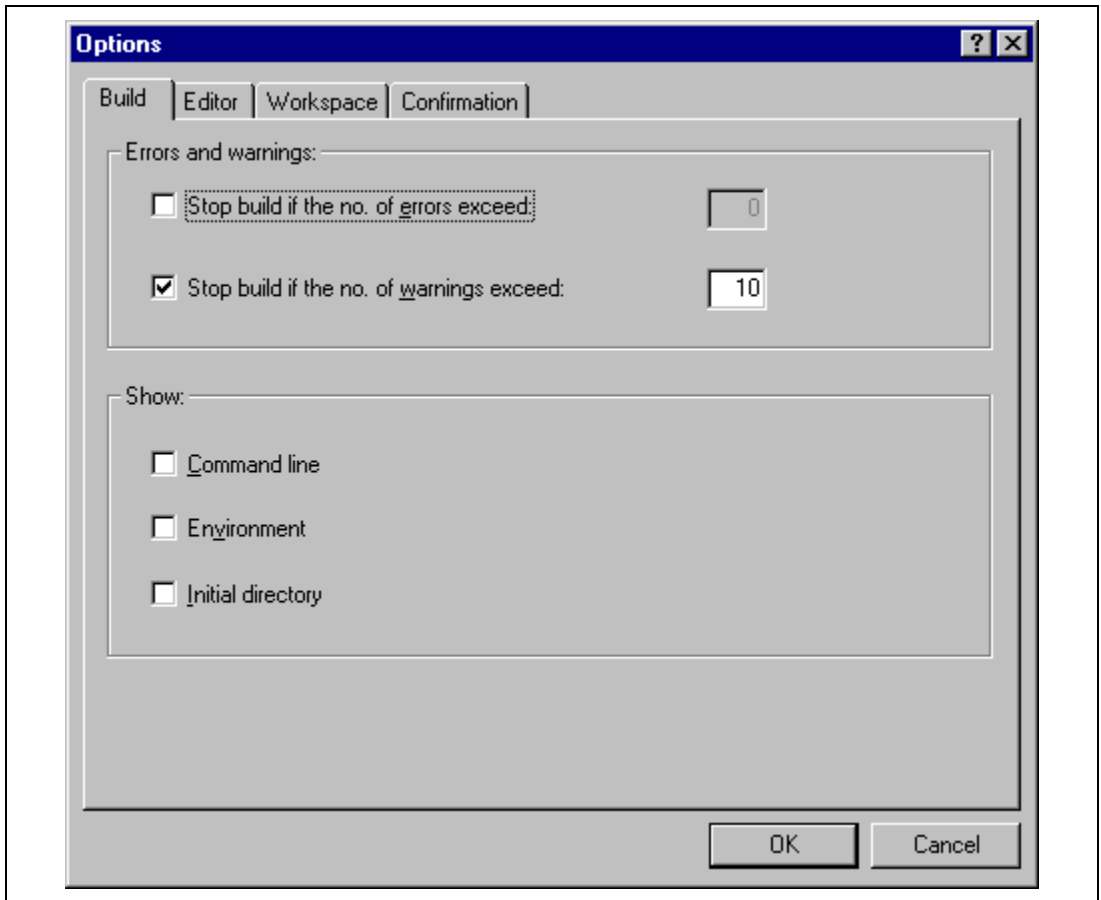 Options
Build Editor Workspace Confirmation
Errors and warnings:
Stop build if the no. of errors exceed: 0
Stop build if the no. of warnings exceed: 10
Show:
Command line
Environment
Initial directory
OK Cancel